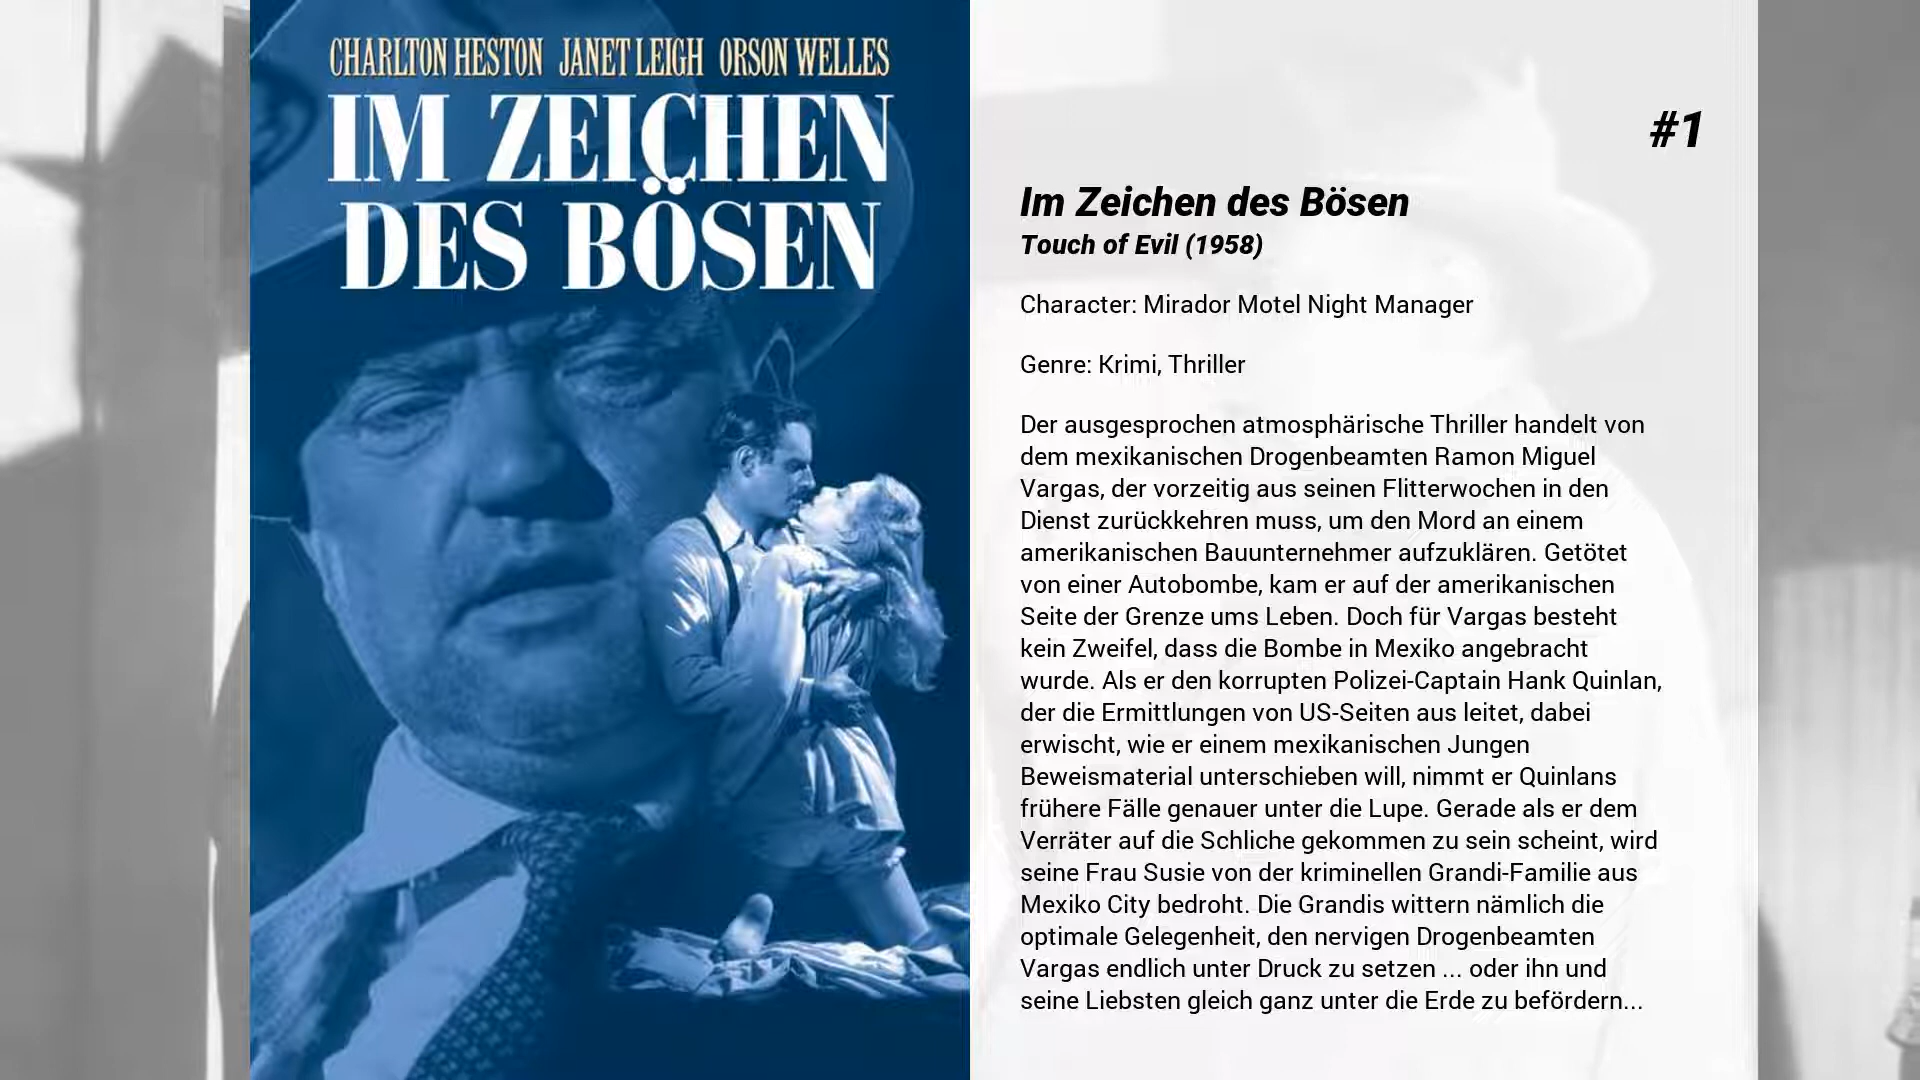 CHARLTON HESTON JANET LEIGH ORSON WELLES
IM ZEICHEN
DES BÖSEN
#1
Im Zeichen des Bösen
Touch of Evil (1958)
Character: Mirador Motel Night Manager
Genre: Krimi, Thriller
Der ausgesprochen atmosphärische Thriller handelt von
dem mexikanischen Drogenbeamten Ramon Miguel
Vargas, der vorzeitig aus seinen Flitterwochen in den
Dienst zurückkehren muss, um den Mord an einem
amerikanischen Bauunternehmer aufzuklären. Getötet
von einer Autobombe, kam er auf der amerikanischen
Seite der Grenze ums Leben. Doch für Vargas besteht
kein Zweifel, dass die Bombe in Mexiko angebracht
wurde. Als er den korrupten Polizei-Captain Hank Quinlan,
der die Ermittlungen von US-Seiten aus leitet, dabei
erwischt, wie er einem mexikanischen Jungen
Beweismaterial unterschieben will, nimmt er Quinlans
frühere Fälle genauer unter die Lupe. Gerade als er dem
Verräter auf die Schliche gekommen zu sein scheint, wird
seine Frau Susie von der kriminellen Grandi-Familie aus
Mexiko City bedroht. Die Grandis wittern nämlich die
optimale Gelegenheit, den nervigen Drogenbeamten
Vargas endlich unter Druck zu setzen ... oder ihn und
seine Liebsten gleich ganz unter die Erde zu befördern...